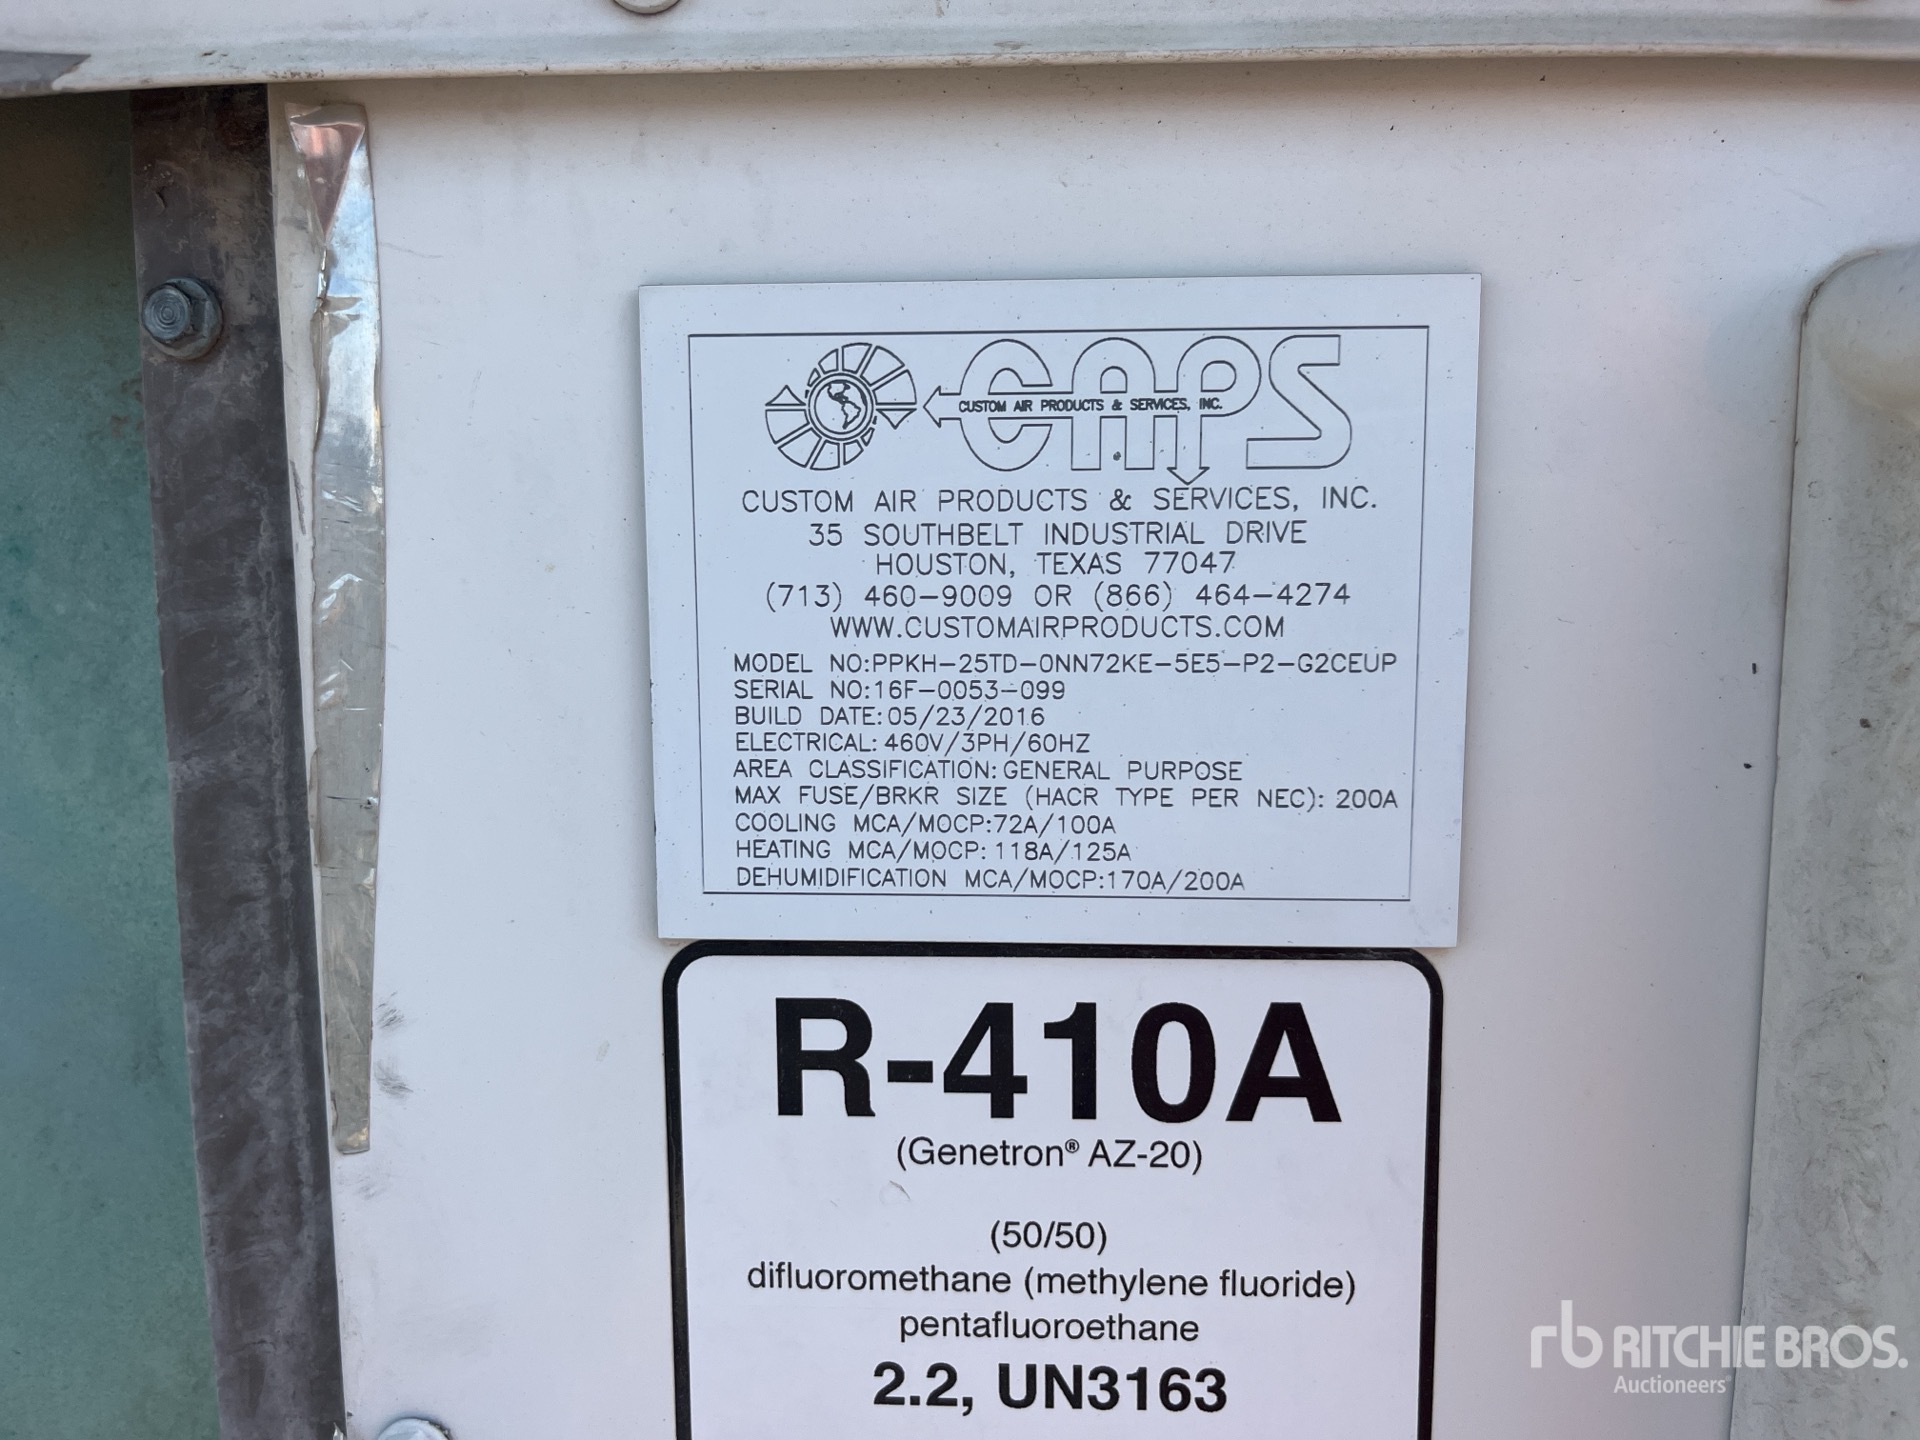 CAPS
CUSTOM AIR PRODUCTS & SERVICES, INC.
CUSTOM AIR PRODUCTS & SERVICES, INC.
35 SOUTHBELT INDUSTRIAL DRIVE
HOUSTON, TEXAS 77047
(713) 460-9009 OR (866) 464-4274
WWW.CUSTOMAIRPRODUCTS.COM
MODEL NO:PPKH-25TD-0NN72KE-5E5-P2-G2CEUP
SERIAL NO:16F-0053-099
BUILD DATE:05/23/2016
ELECTRICAL:460V/3PH/60HZ
AREA CLASSIFICATION:GENERAL PURPOSE
MAX FUSE/BRKR SIZE (HACR TYPE PER NEC): 200A
COOLING MCA/MOCP:72A/100A
HEATING MCA/MOCP:118A/125A
DEHUMIDIFICATION MCA/MOCP:170A/200A
R-410A
(Genetron® AZ-20)
(50/50)
difluoromethane (methylene fluoride)
pentafluoroethane
2.2, UN3163
rb RITCHIE BROS.
Auctioneers